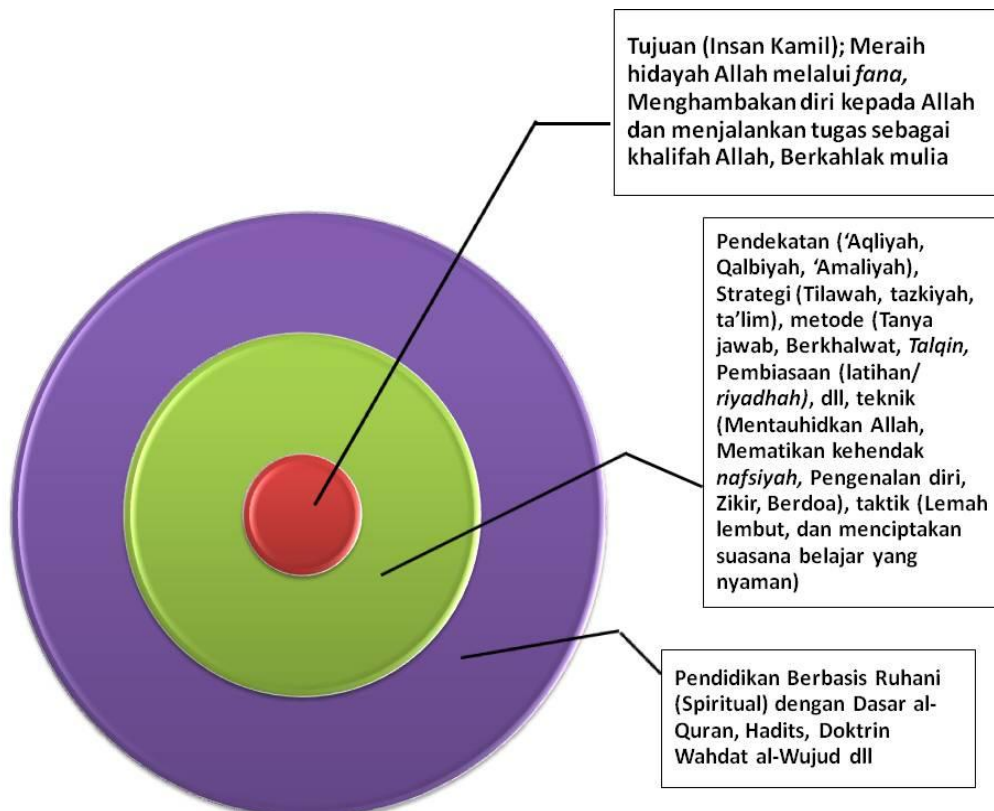 Tujuan (Insan Kamil); Meraih
hidayah Allah melalui fana,
Menghambakan diri kepada Allah
dan menjalankan tugas sebagai
khalifah Allah, Berkahlak mulia
Pendekatan (‘Aqliyah,
Qalbiyah, ‘Amaliyah),
Strategi (Tilawah, tazkiyah,
ta’lim), metode (Tanya
jawab, Berkhalwat, Talqin,
Pembiasaan (latihan/
riyadhah), dll, teknik
(Mentauhidkan Allah,
Mematikan kehendak
nafsiyah, Pengenalan diri,
Zikir, Berdoa), taktik (Lemah
lembut, dan menciptakan
suasana belajar yang
nyaman)
Pendidikan Berbasis Ruhani
(Spiritual) dengan Dasar al-
Quran, Hadits, Doktrin
Wahdat al-Wujud dll